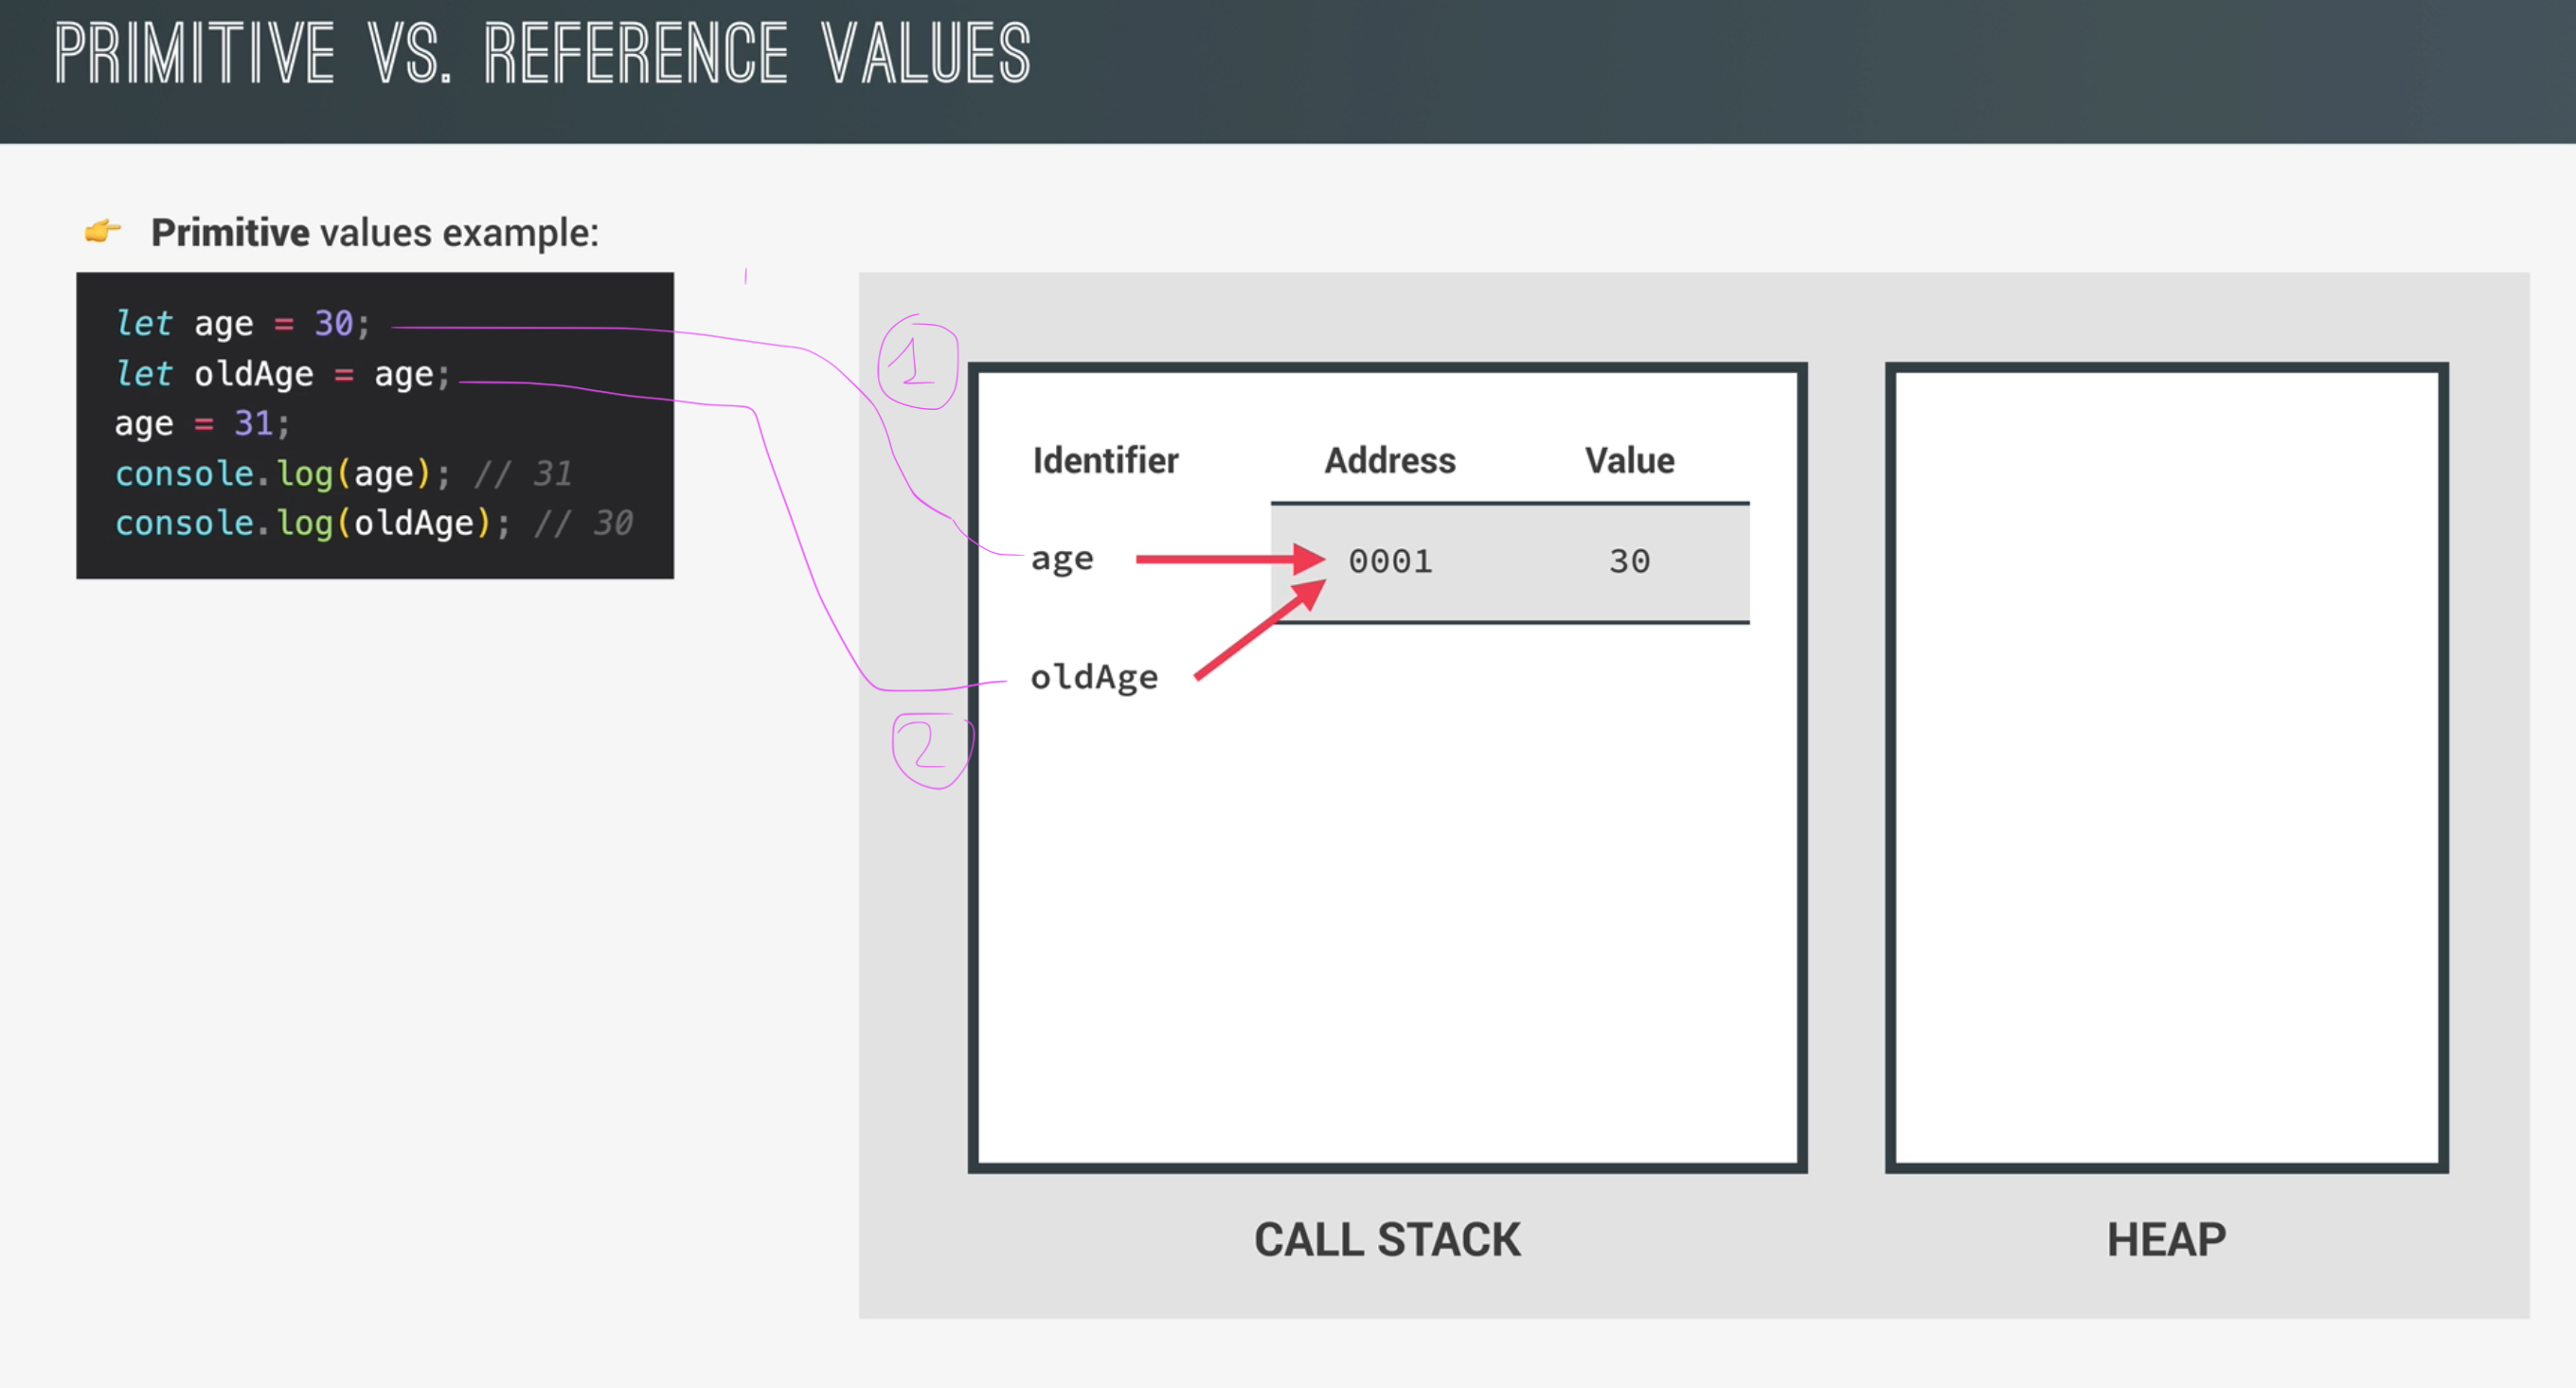 PRIMITIVE VS. REFERENCE VALUES
👉 Primitive values example:
let age = 30;
let oldAge = age;
age = 31;
console.log(age); // 31
console.log(oldAge); // 30
1
Identifier Address Value
age 0001 30
oldAge
2
CALL STACK
HEAP